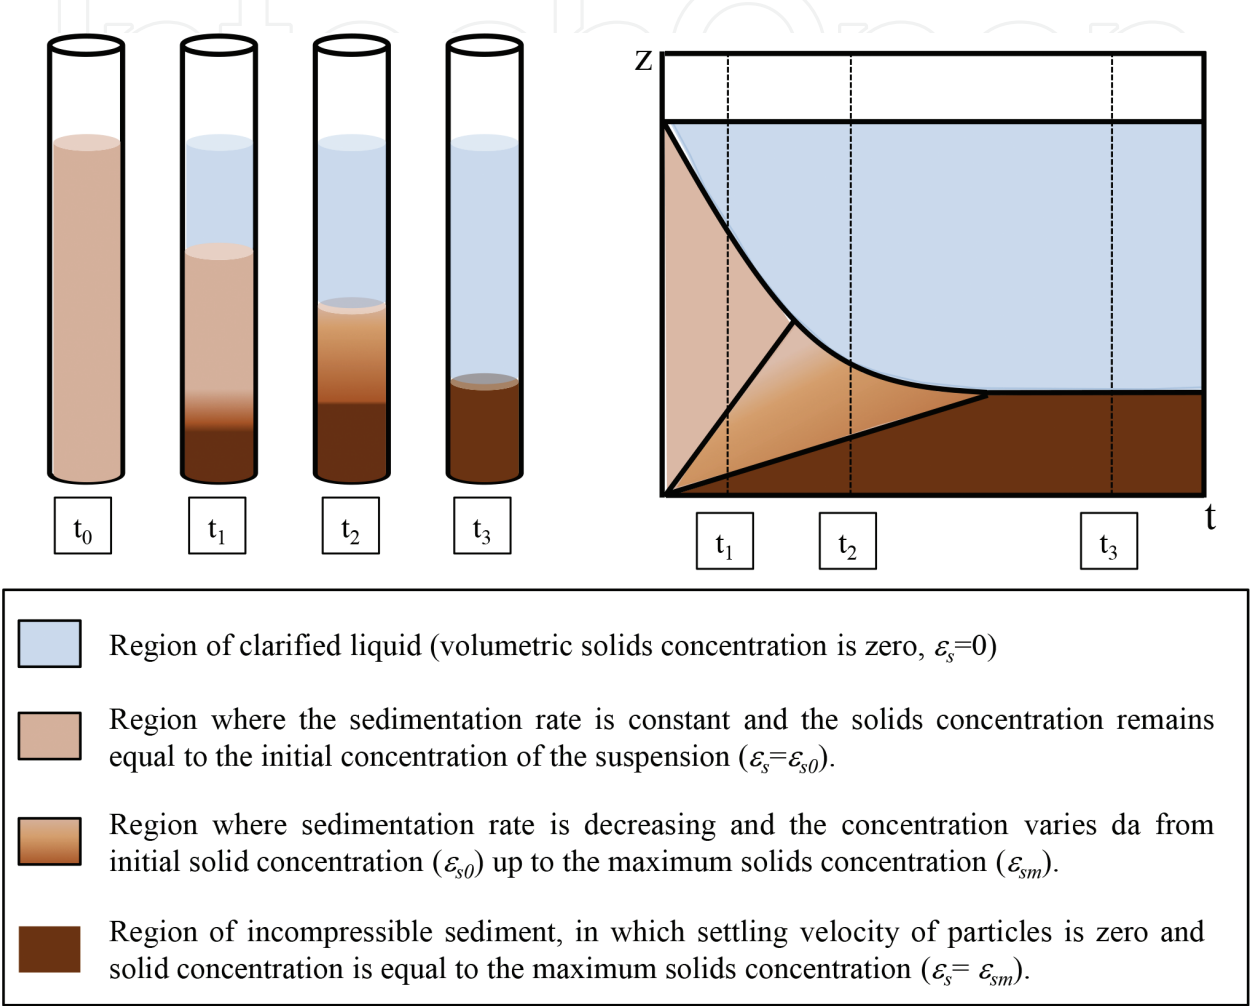 z
t
t0
t1
t2
t3
t1
t2
t3
Region of clarified liquid (volumetric solids concentration is zero, εs=0)
Region where the sedimentation rate is constant and the solids concentration remains
equal to the initial concentration of the suspension (εs=εs0).
Region where sedimentation rate is decreasing and the concentration varies da from
initial solid concentration (εs0) up to the maximum solids concentration (εsm).
Region of incompressible sediment, in which settling velocity of particles is zero and
solid concentration is equal to the maximum solids concentration (εs= εsm).